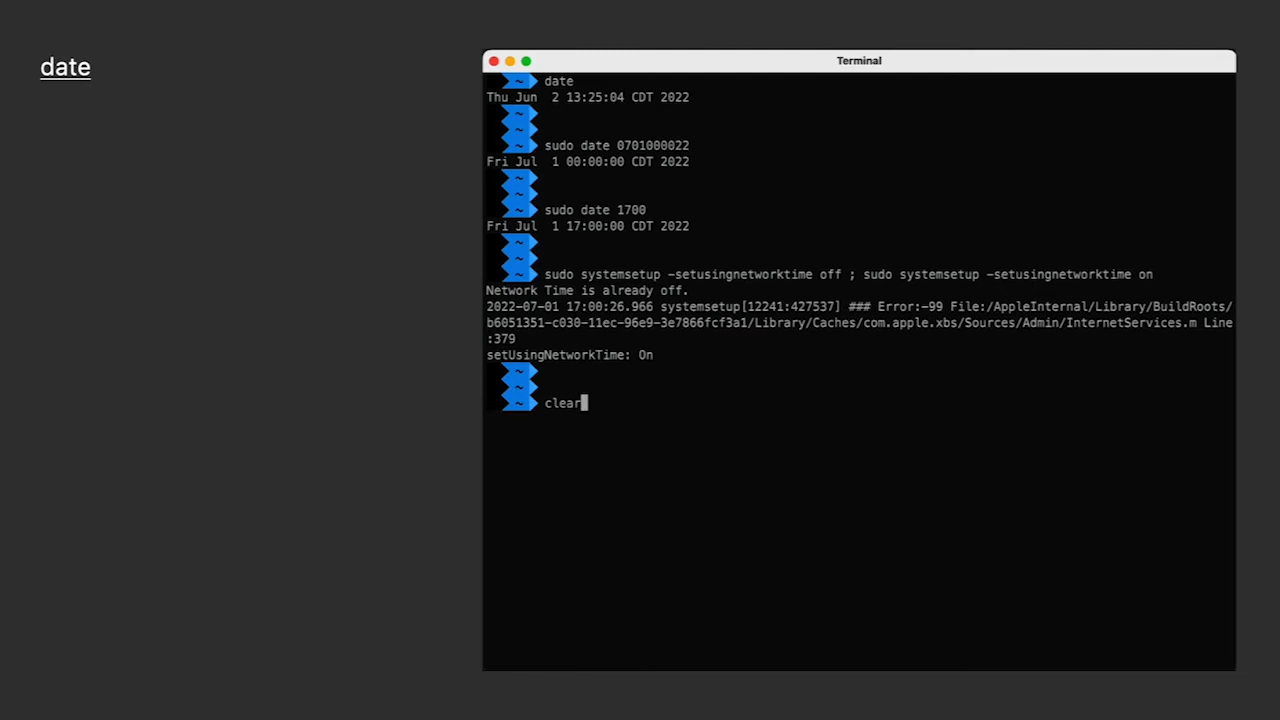 date
Terminal
~ date
Thu Jun  2 13:25:04 CDT 2022
~
~
~ sudo date 0701000022
Fri Jul  1 00:00:00 CDT 2022
~
~
~ sudo date 1700
Fri Jul  1 17:00:00 CDT 2022
~
~
~ sudo systemsetup -setusingnetworktime off ; sudo systemsetup -setusingnetworktime on
Network Time is already off.
2022-07-01 17:00:26.966 systemsetup[12241:427537] ### Error:-99 File:/AppleInternal/Library/BuildRoots/
b6051351-c030-11ec-96e9-3e7866fcf3a1/Library/Caches/com.apple.xbs/Sources/Admin/InternetServices.m Line
:379
setUsingNetworkTime: On
~
~
~ clear